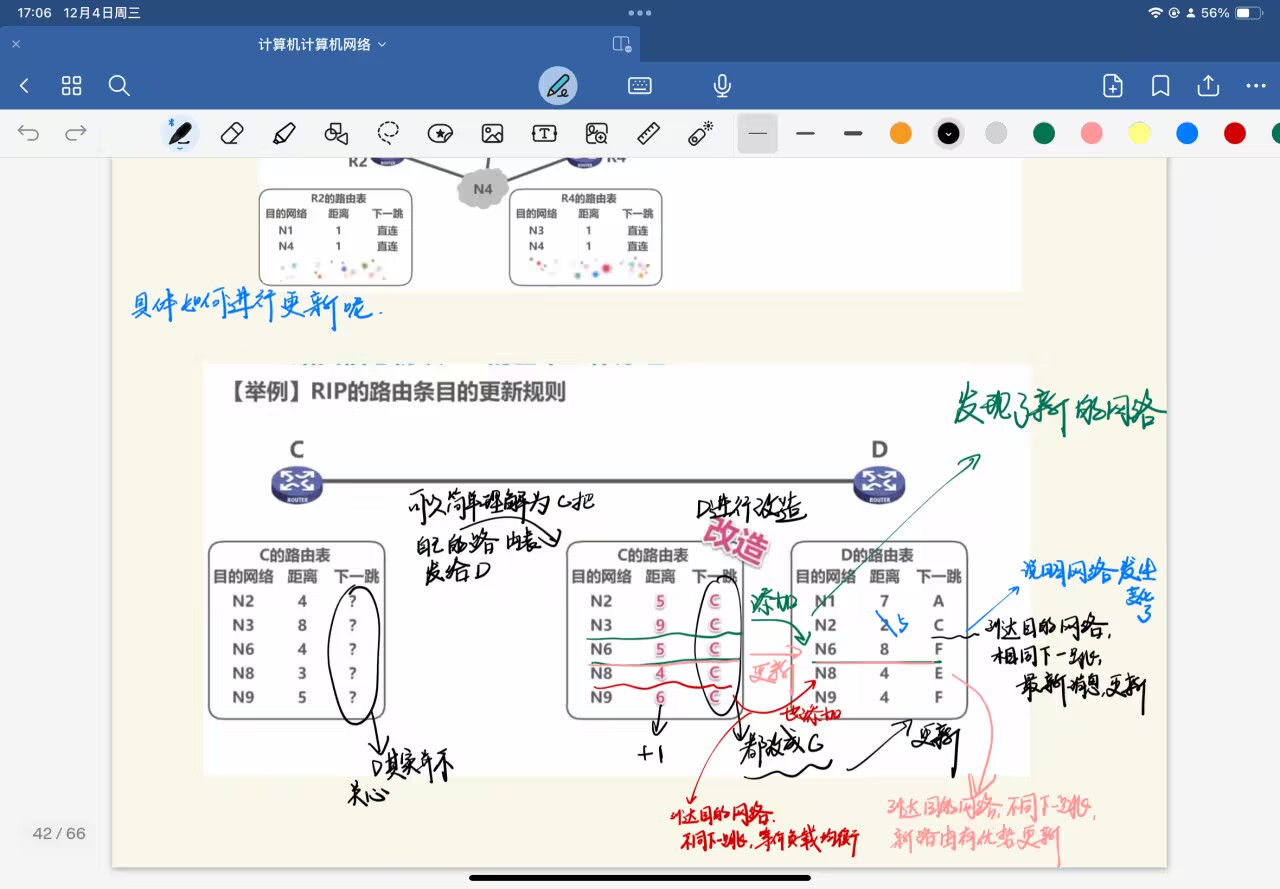 17:06 12月4日周三
56%
计算机计算机网络
R2
R4
N4
R2的路由表
目的网络 距离 下一跳
N1 1 直连
N4 1 直连
R4的路由表
目的网络 距离 下一跳
N3 1 直连
N4 1 直连
具体如何进行更新呢.
【举例】RIP的路由条目的更新规则
发现了新的网络
C
D
ROUTER
ROUTER
可以简单理解为C把
自己的路由表
发给D
D进行改造
改造
C的路由表
目的网络 距离 下一跳
N2 4 ?
N3 8 ?
N6 4 ?
N8 3 ?
N9 5 ?
C的路由表
目的网络 距离 下一跳
N2 5 C
N3 9 C
N6 5 C
N8 4 C
N9 6 C
添加
更新
也添加
D的路由表
目的网络 距离 下一跳
N1 7 A
N2 2 5 C
N6 8 F
N8 4 E
N9 4 F
说明网络发生
变化了
到达目的网络,
相同下一跳,
最新消息,更新
D其实并不
关心
+1
都改成C
更新
到达目的网络.
不同下一跳,等价负载均衡
到达目的网络,不同下一跳,
新路由有优势更新
42 / 66